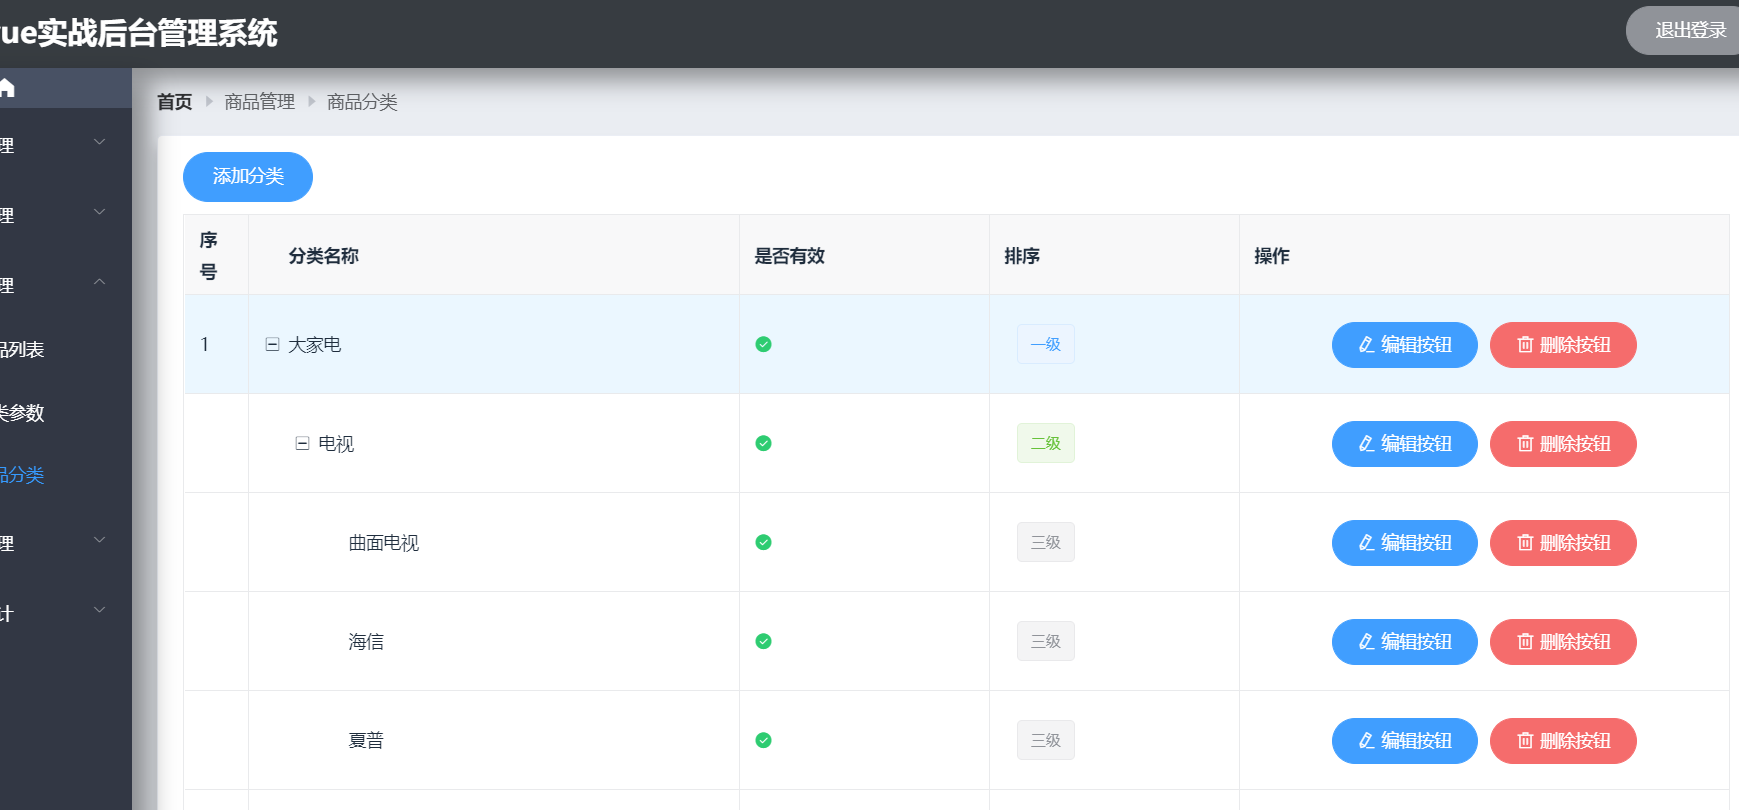 ue实战后台管理系统
退出登录
首页 商品管理 商品分类
理
理
理
品列表
类参数
品分类
理
计
添加分类
序号 分类名称 是否有效 排序 操作
1 大家电 一级 编辑按钮 删除按钮
电视 二级 编辑按钮 删除按钮
曲面电视 三级 编辑按钮 删除按钮
海信 三级 编辑按钮 删除按钮
夏普 三级 编辑按钮 删除按钮